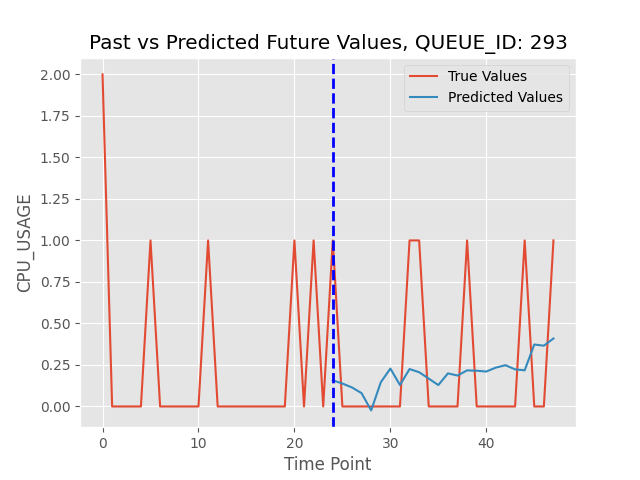 Past vs Predicted Future Values, QUEUE_ID: 293
True Values
Predicted Values
CPU_USAGE
2.00
1.75
1.50
1.25
1.00
0.75
0.50
0.25
0.00
0 10 20 30 40
Time Point